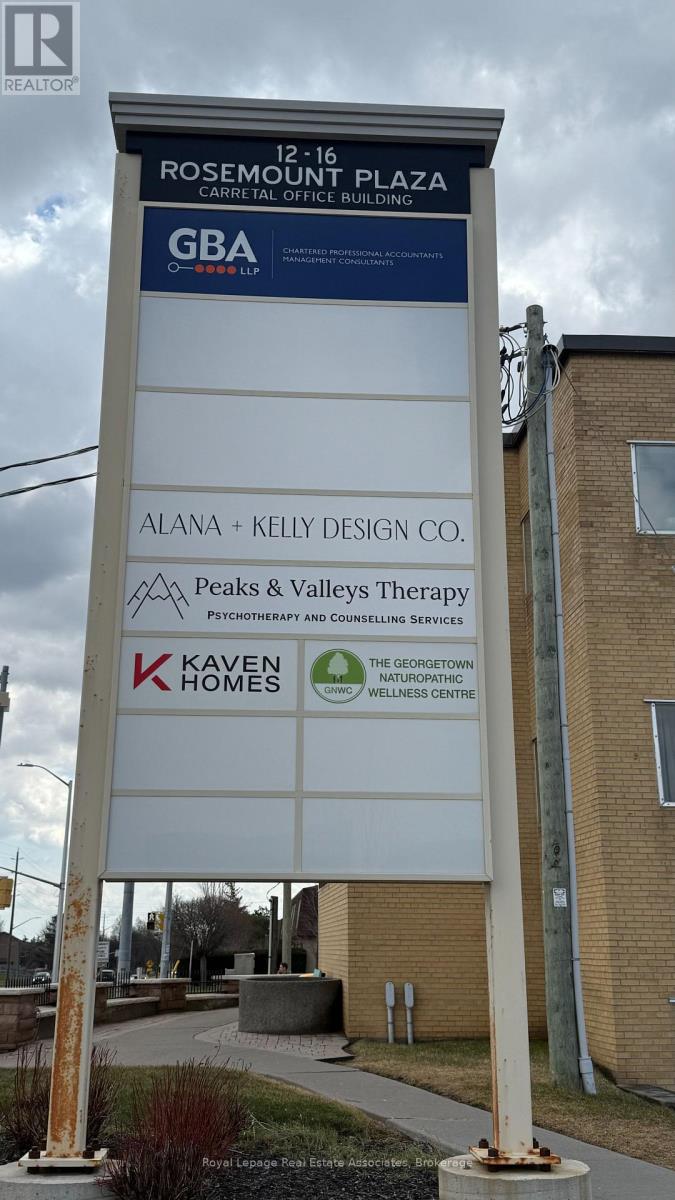 R
REALTOR®
12 - 16
ROSEMOUNT PLAZA
CARRETAL OFFICE BUILDING
GBA
LLP
CHARTERED PROFESSIONAL ACCOUNTANTS
MANAGEMENT CONSULTANTS
ALANA + KELLY DESIGN CO.
Peaks & Valleys Therapy
PSYCHOTHERAPY AND COUNSELLING SERVICES
K KAVEN
HOMES
GNWC
THE GEORGETOWN
NATUROPATHIC
WELLNESS CENTRE
Royal Lepage Real Estate Associates, Brokerage